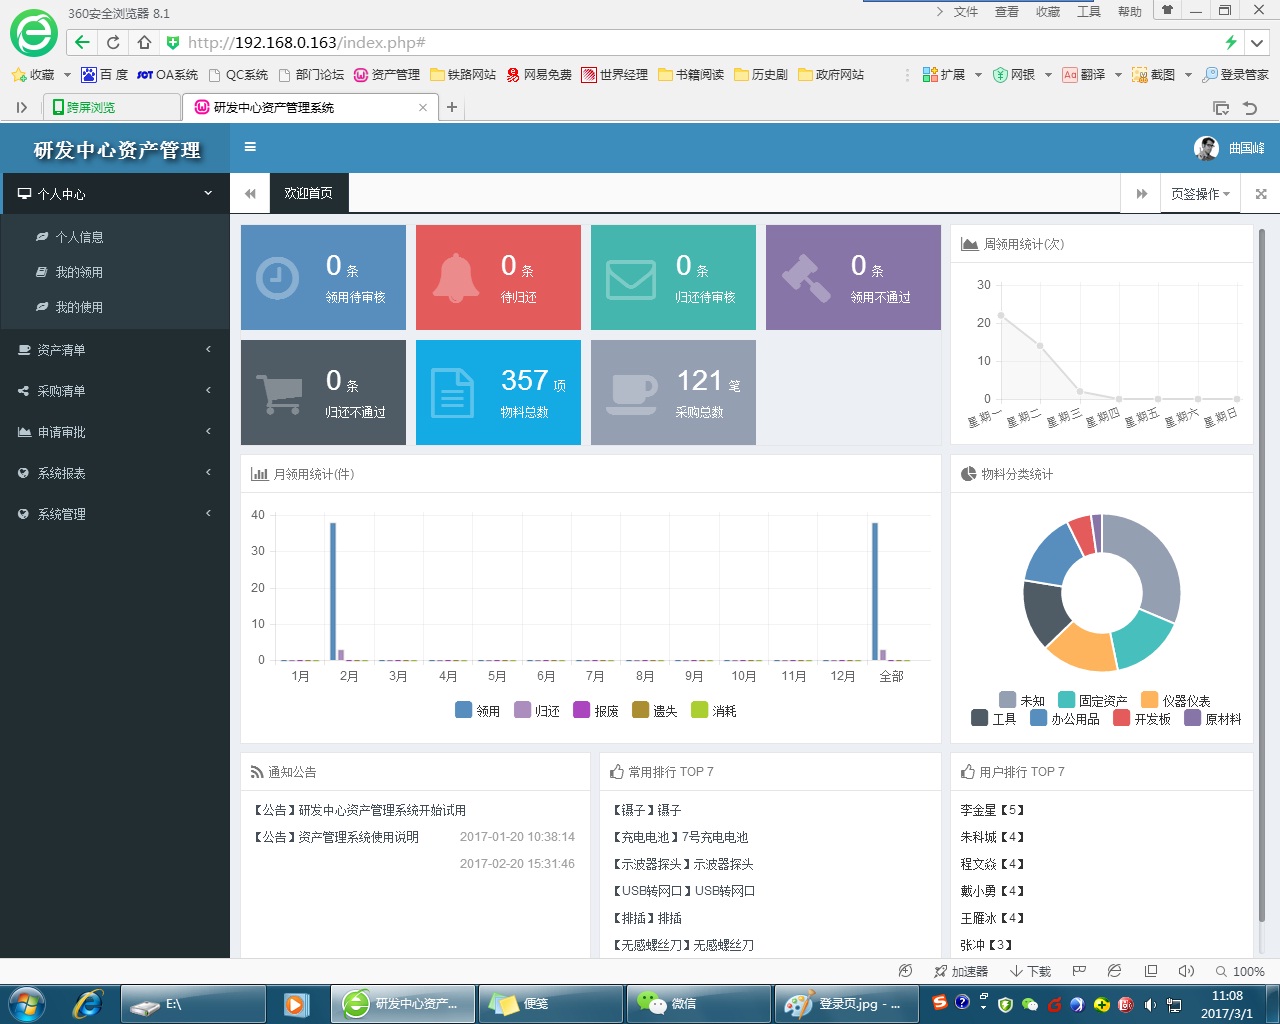 360安全浏览器 8.1
文件 查看 收藏 工具 帮助
http://192.168.0.163/index.php#
收藏 百 度 OA系统 QC系统 部门论坛 资产管理 铁路网站 网易免费 世界经理 书籍阅读 历史剧 政府网站 扩展 网银 翻译 截图 登录管家
跨屏浏览 研发中心资产管理系统
研发中心资产管理 曲国峰
个人中心
个人信息
我的领用
我的使用
资产清单
采购清单
申请审批
系统报表
系统管理
欢迎首页 页签操作
0 条
领用待审核
0 条
待归还
0 条
归还待审核
0 条
领用不通过
0 条
归还不通过
357 项
物料总数
121 笔
采购总数
周领用统计(次)
30
20
10
0
星期一 星期二 星期三 星期四 星期五 星期六 星期日
月领用统计(件)
40
30
20
10
0
1月 2月 3月 4月 5月 6月 7月 8月 9月 10月 11月 12月 全部
领用 归还 报废 遗失 消耗
物料分类统计
未知 固定资产 仪器仪表
工具 办公用品 开发板 原材料
通知公告
【公告】研发中心资产管理系统开始试用
【公告】资产管理系统使用说明 2017-01-20 10:38:14
2017-02-20 15:31:46
常用排行 TOP 7
【镊子】镊子
【充电电池】7号充电电池
【示波器探头】示波器探头
【USB转网口】USB转网口
【排插】排插
【无感螺丝刀】无感螺丝刀
用户排行 TOP 7
李金星【5】
朱科城【4】
程文焱【4】
戴小勇【4】
王雁冰【4】
张冲【3】
加速器 下载 100%
E:\ 研发中心资产... 便笺 微信 登录页.jpg - ...
11:08
2017/3/1